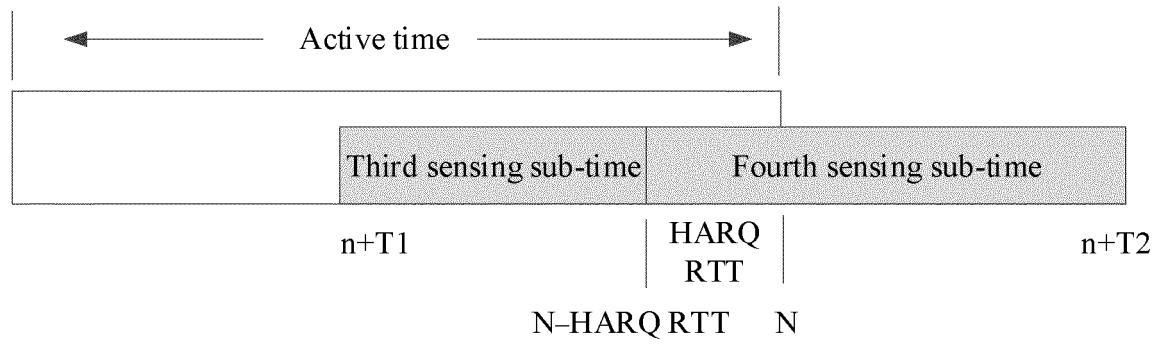 Active time
Third sensing sub-time
Fourth sensing sub-time
n+T1
HARQ
RTT
n+T2
N–HARQ RTT
N